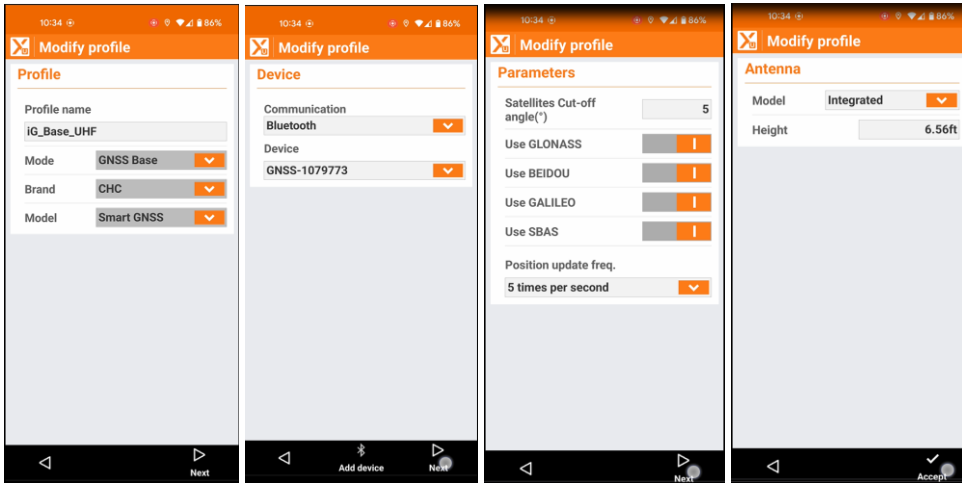 10:34
86%
Modify profile
Profile
Profile name
iG_Base_UHF
Mode GNSS Base
Brand CHC
Model Smart GNSS
Next
10:34
86%
Modify profile
Device
Communication
Bluetooth
Device
GNSS-1079773
Add device
Next
10:34
86%
Modify profile
Parameters
Satellites Cut-off
angle(°) 5
Use GLONASS
Use BEIDOU
Use GALILEO
Use SBAS
Position update freq.
5 times per second
Next
10:34
86%
Modify profile
Antenna
Model Integrated
Height 6.56ft
Accept